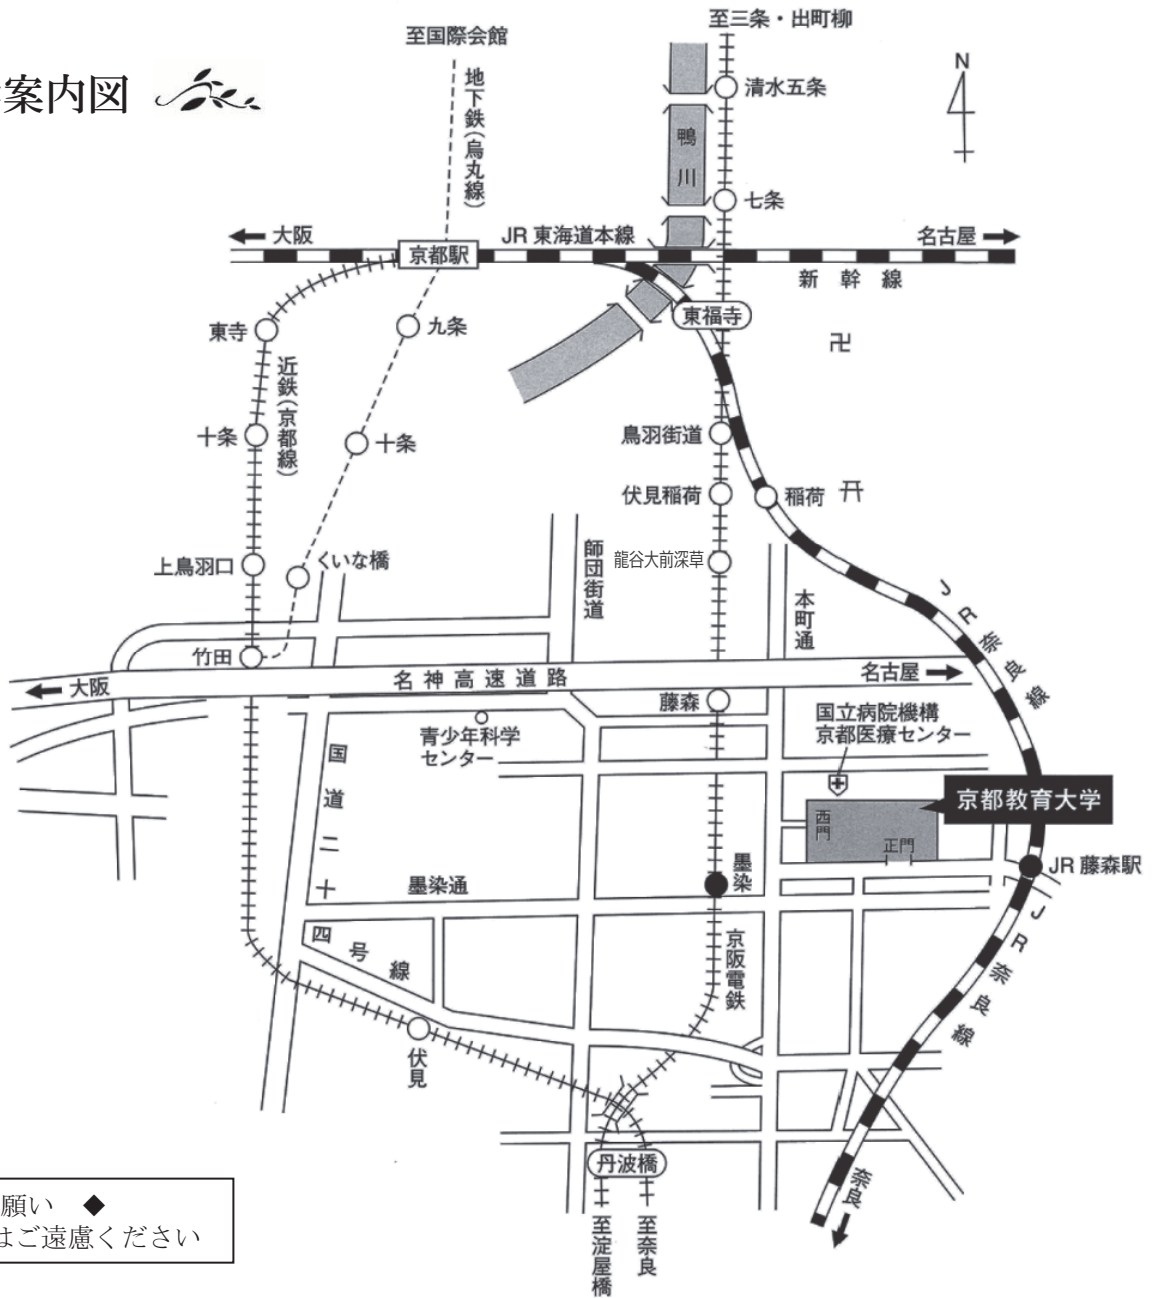 案内図
至国際会館
至三条・出町柳
N
地下鉄(烏丸線)
清水五条
鴨川
七条
大阪
京都駅
JR 東海道本線
名古屋
新幹線
東寺
九条
東福寺
卍
近鉄(京都線)
十条
十条
鳥羽街道
伏見稲荷
稲荷
上鳥羽口
くいな橋
師団街道
龍谷大前深草
本町通
JR奈良線
竹田
大阪
名神高速道路
名古屋
藤森
国立病院機構
京都医療センター
青少年科学
センター
国道二十四号線
京都教育大学
西門
正門
墨染
JR 藤森駅
墨染通
京阪電鉄
JR奈良線
伏見
丹波橋
奈良
至淀屋橋
至奈良
願い ◆
はご遠慮ください